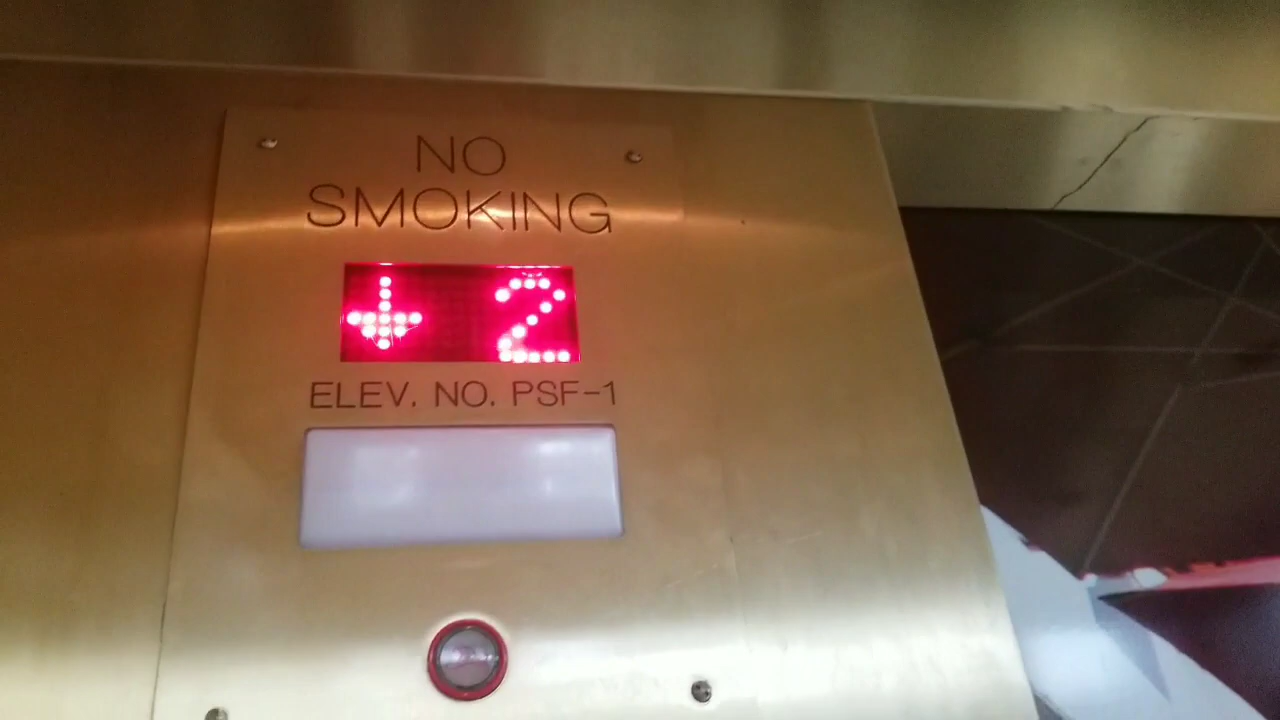 NO
SMOKING
↓ 2
ELEV. NO. PSF-1